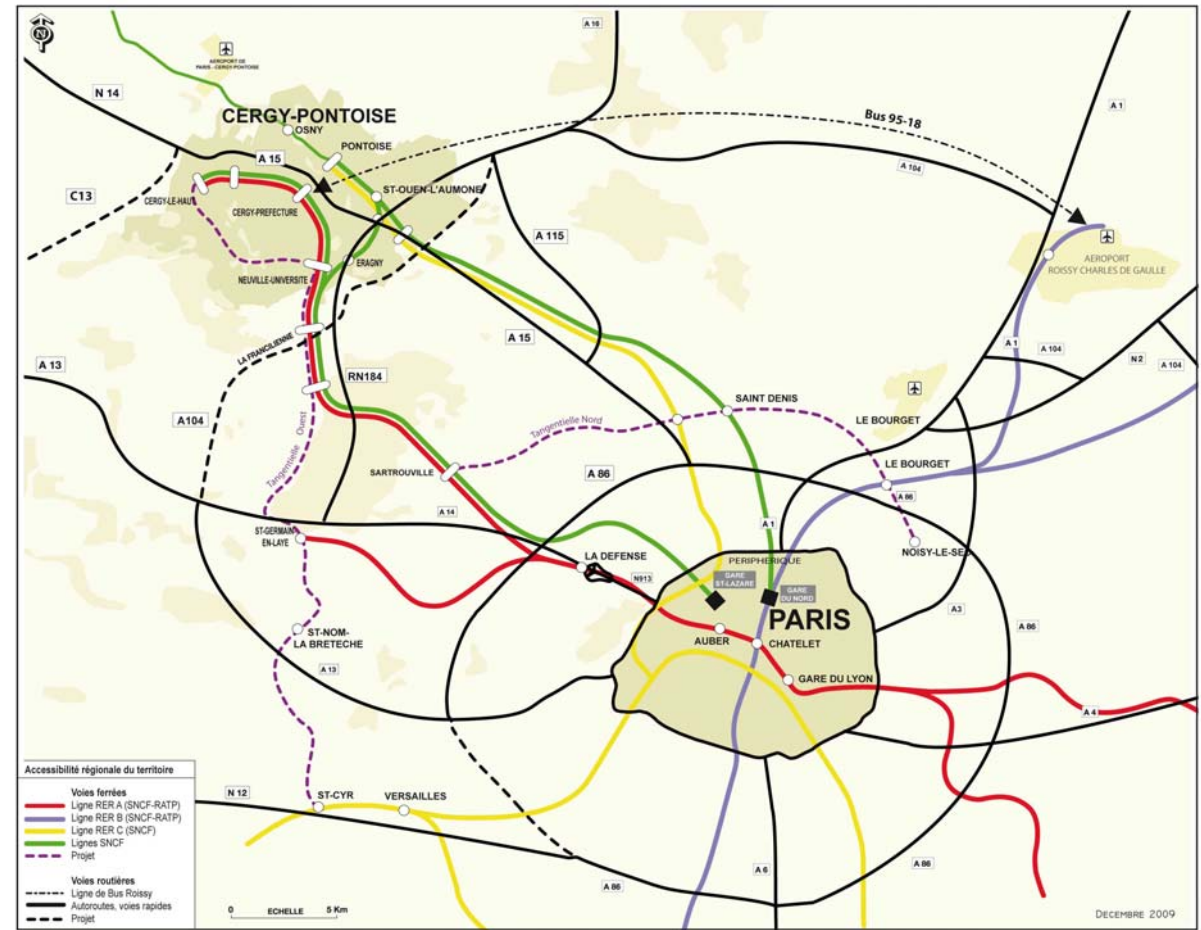 N
A 16
AEROPORT DE
PARIS - CERGY-PONTOISE
N 14
A 1
CERGY-PONTOISE
OSNY
Bus 95-18
PONTOISE
A 15
A 104
C13
CERGY-LE-HAUT
ST-OUEN-L'AUMONE
CERGY-PREFECTURE
A 115
ERAGNY
NEUVILLE-UNIVERSITE
AEROPORT
ROISSY CHARLES DE GAULLE
A 15
A 1
LA FRANCILIENNE
A 104
N 2
A 104
A 13
RN184
SAINT DENIS
LE BOURGET
A104
Tangentielle Ouest
Tangentielle Nord
LE BOURGET
SARTROUVILLE
A 86
A 86
A 14
A 1
ST-GERMAIN-
EN-LAYE
NOISY-LE-SEC
LA DEFENSE
PERIPHERIQUE
N913
GARE
ST-LAZARE
GARE
DU NORD
PARIS
A3
A 86
ST-NOM-
LA BRETECHE
AUBER
CHATELET
A 13
GARE DU LYON
A 4
Accessibilité régionale du territoire
Voies ferrées
Ligne RER A (SNCF-RATP)
Ligne RER B (SNCF-RATP)
Ligne RER C (SNCF)
Lignes SNCF
Projet
Voies routières
Ligne de Bus Roissy
Autoroutes, voies rapides
Projet
N 12
ST-CYR
VERSAILLES
A 86
A 6
A 86
0 ECHELLE 5 Km
DECEMBRE 2009